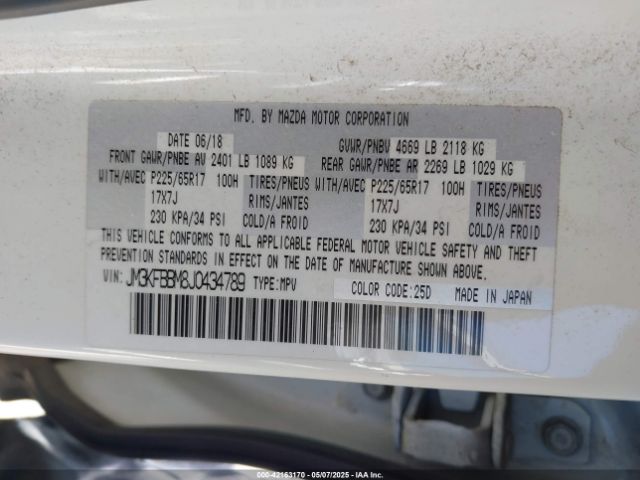 MFD. BY MAZDA MOTOR CORPORATION
DATE 06/18 GVWR/PNBV 4669 LB 2118 KG
FRONT GAWR/PNBE AV 2401 LB 1089 KG REAR GAWR/PNBE AR 2269 LB 1029 KG
WITH/AVEC P225/65R17 100H TIRES/PNEUS WITH/AVEC P225/65R17 100H TIRES/PNEUS
17X7J RIMS/JANTES 17X7J RIMS/JANTES
230 KPA/34 PSI COLD/A FROID 230 KPA/34 PSI COLD/A FROID
THIS VEHICLE CONFORMS TO ALL APPLICABLE FEDERAL MOTOR VEHICLE SAFETY AND THEFT
PREVENTION STANDARDS IN EFFECT ON THE DATE OF MANUFACTURE SHOWN ABOVE.
VIN: JM3KFBBM8J0434789 TYPE: MPV COLOR CODE: 25D MADE IN JAPAN
000-42163170 05/07/2025 IAAI.COM